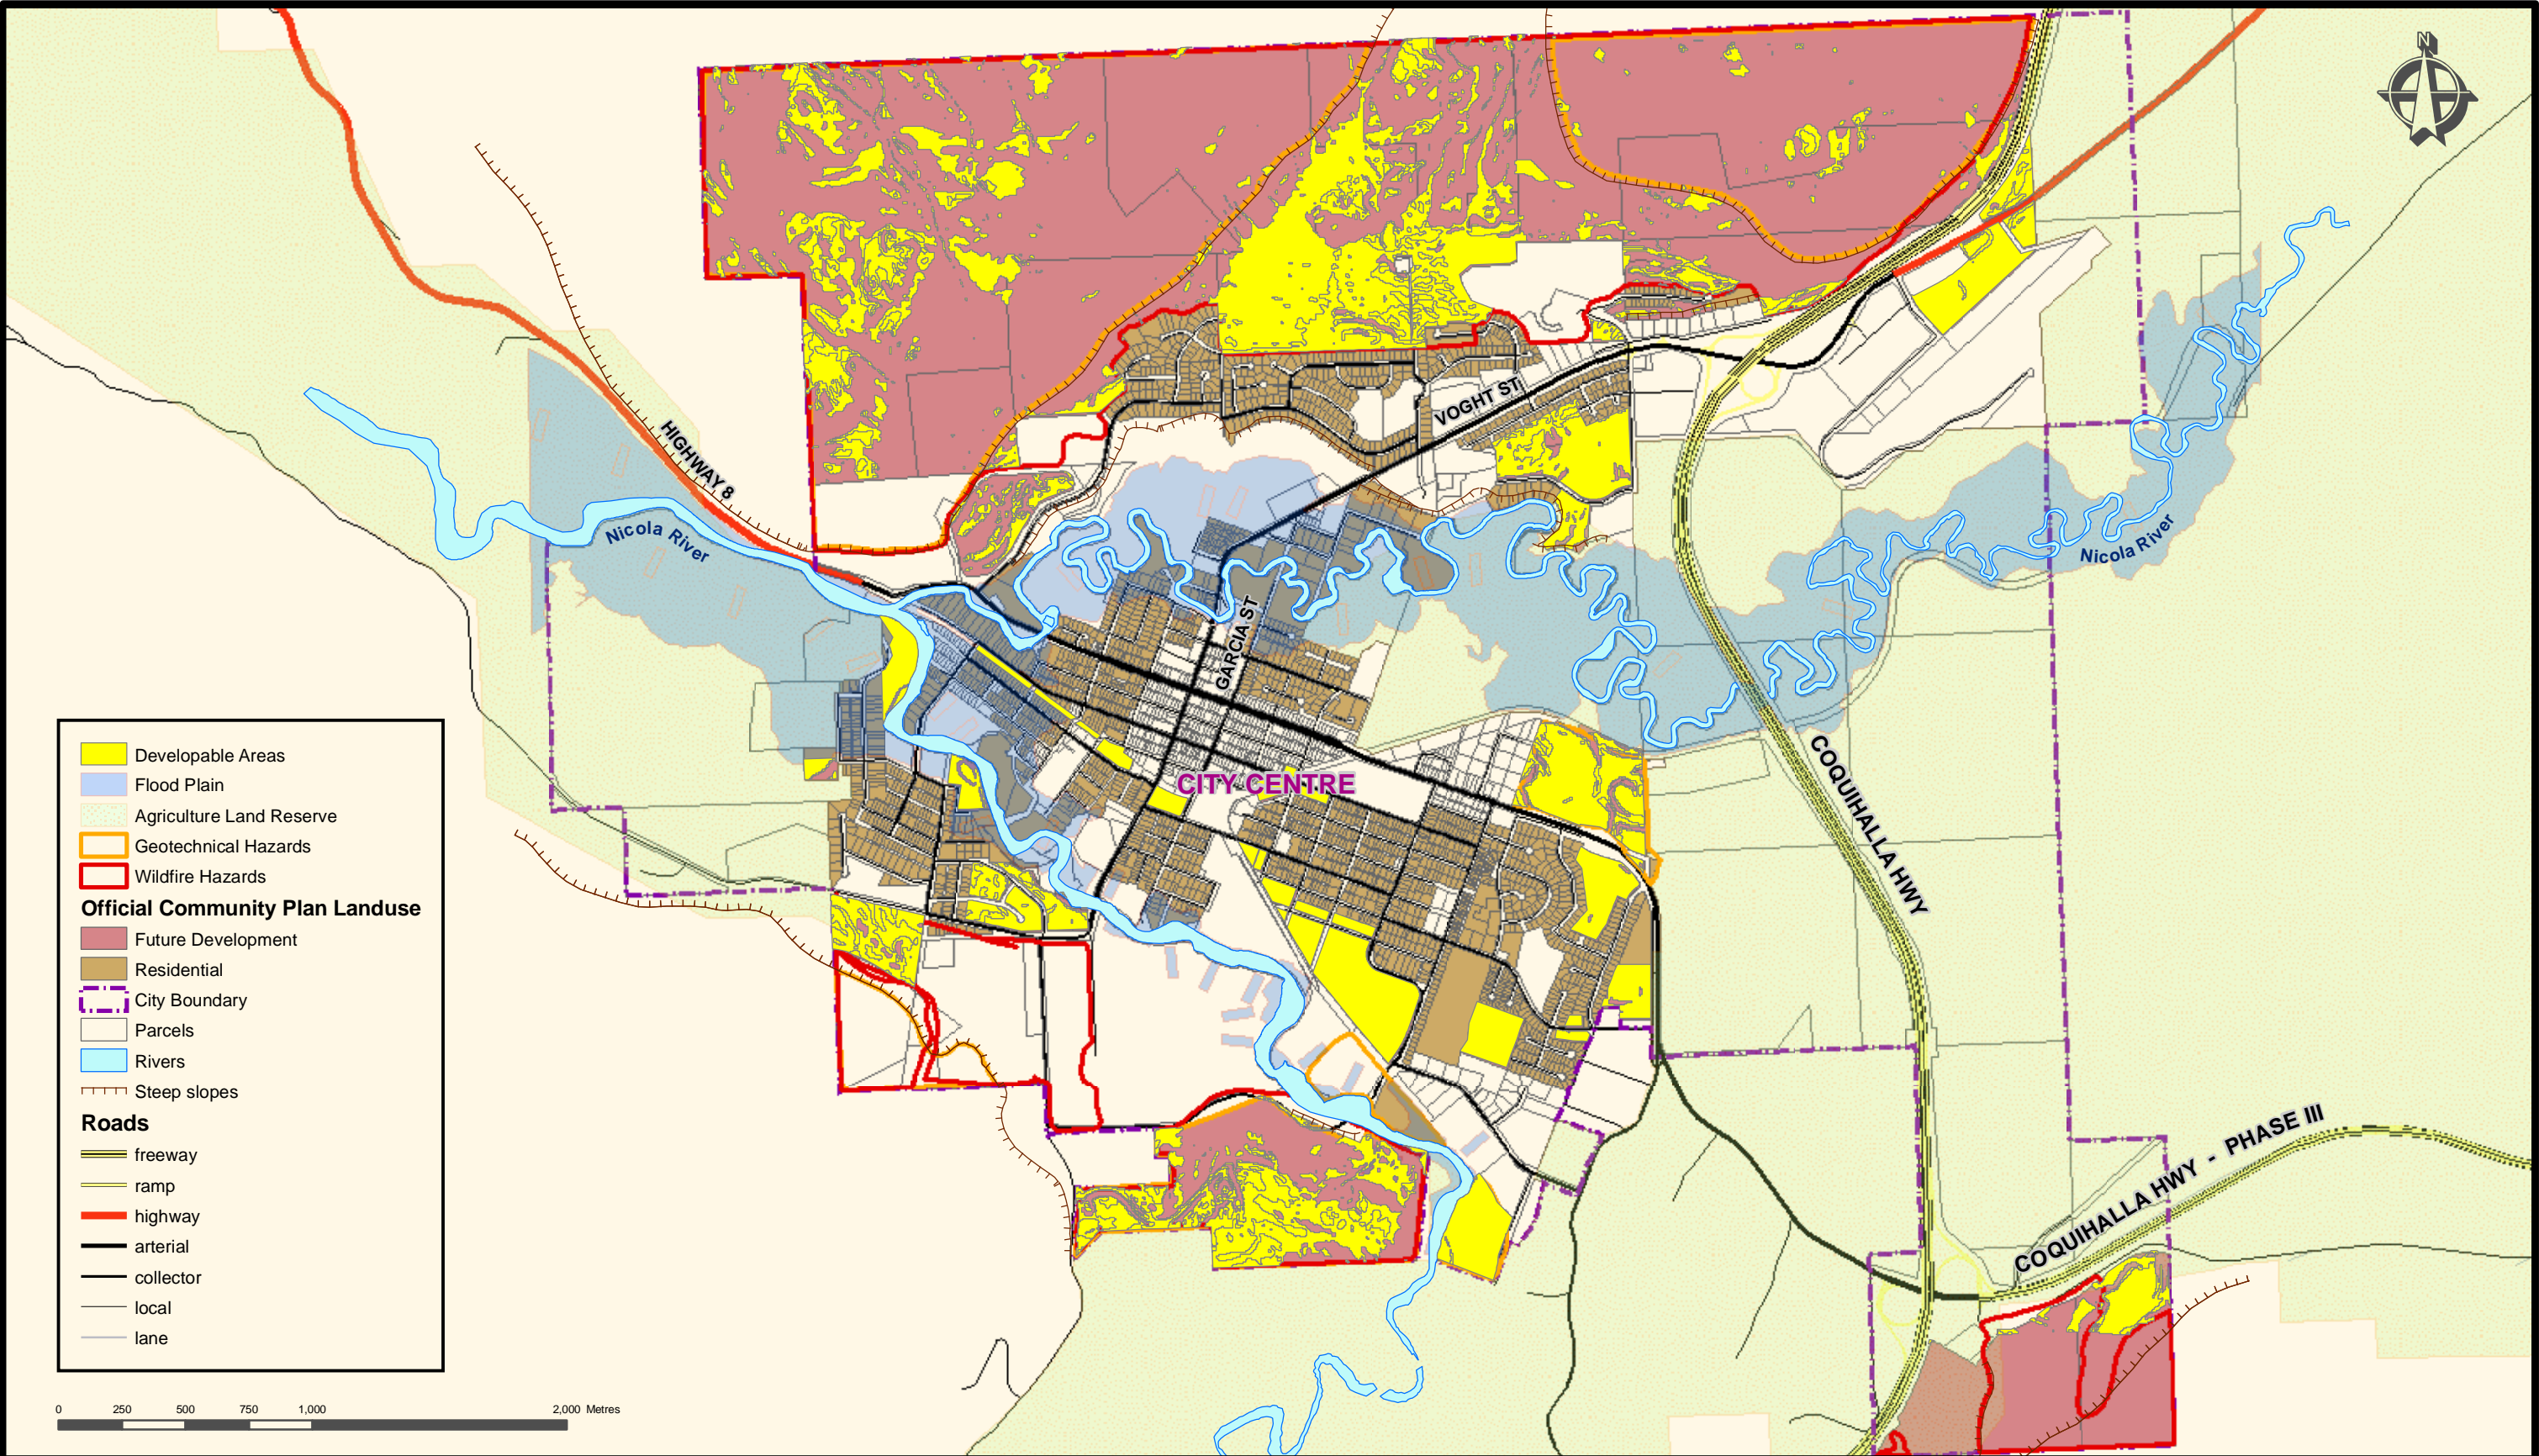 N
VOGHT ST
HIGHWAY 8
Nicola River
Nicola River
GARCIA ST
CITY CENTRE
COQUIHALLA HWY
COQUIHALLA HWY - PHASE III
Developable Areas
Flood Plain
Agriculture Land Reserve
Geotechnical Hazards
Wildfire Hazards
Official Community Plan Landuse
Future Development
Residential
City Boundary
Parcels
Rivers
Steep slopes
Roads
freeway
ramp
highway
arterial
collector
local
lane
0 250 500 750 1,000 2,000 Metres